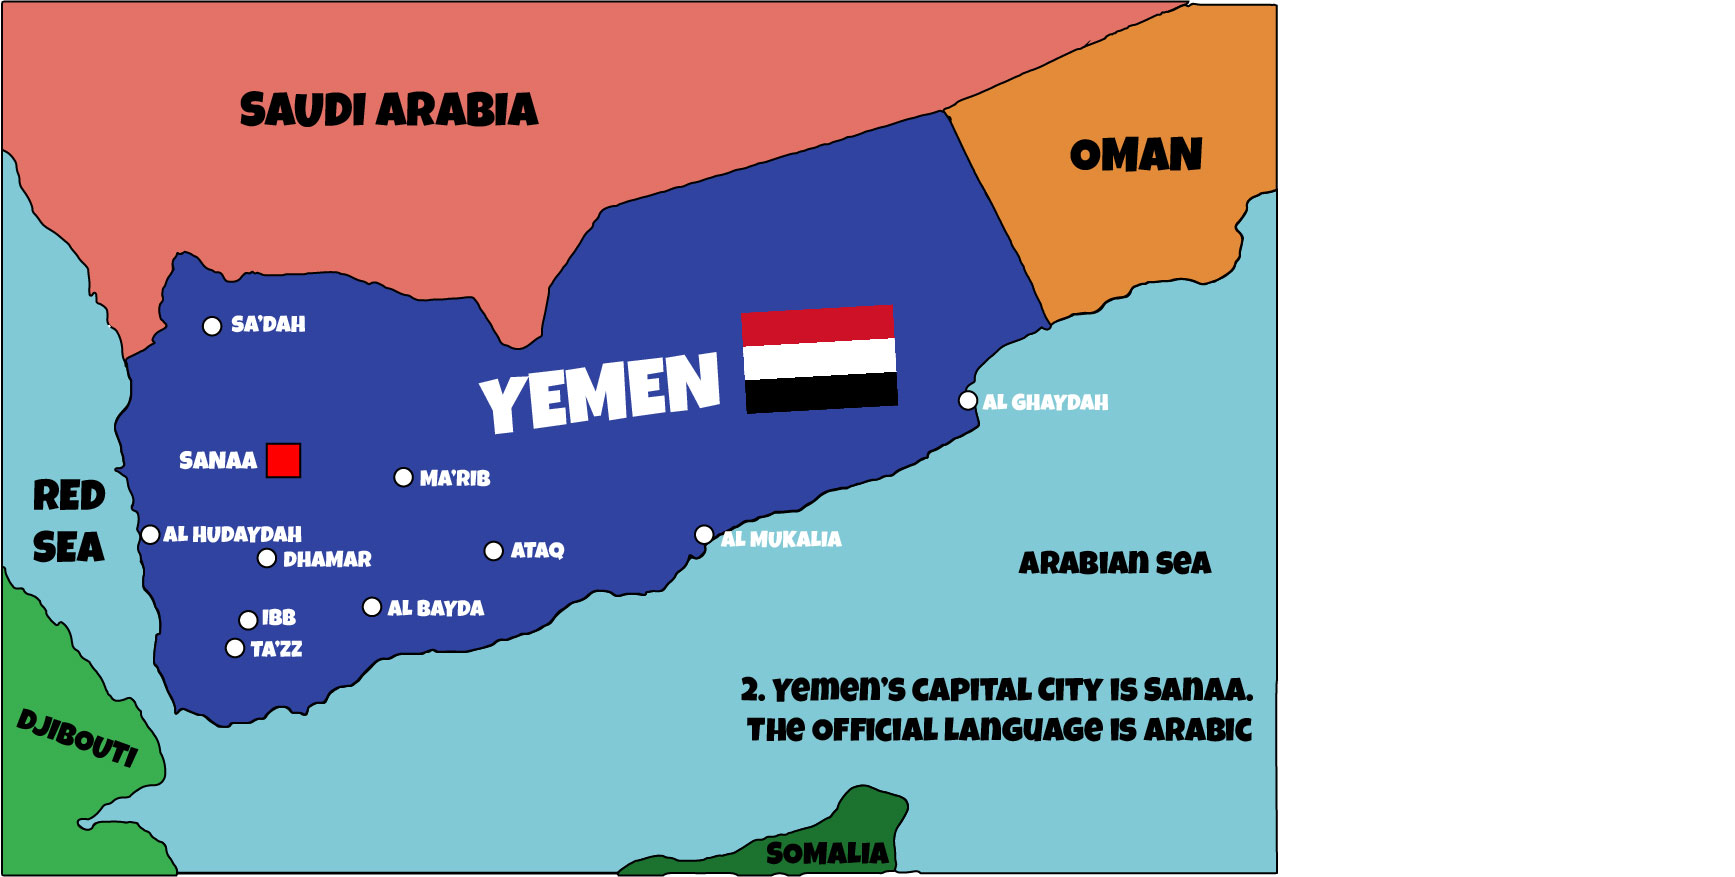 SAUDI ARABIA
OMAN
SA'DAH
YEMEN
AL GHAYDAH
SANAA
MA'RIB
RED
SEA
AL HUDAYDAH
DHAMAR
ATAQ
AL MUKALIA
ARABIAN SEA
IBB
AL BAYDA
TA'ZZ
2. YEMEN'S CAPITAL CITY IS SANAA.
THE OFFICIAL LANGUAGE IS ARABIC
DJIBOUTI
SOMALIA